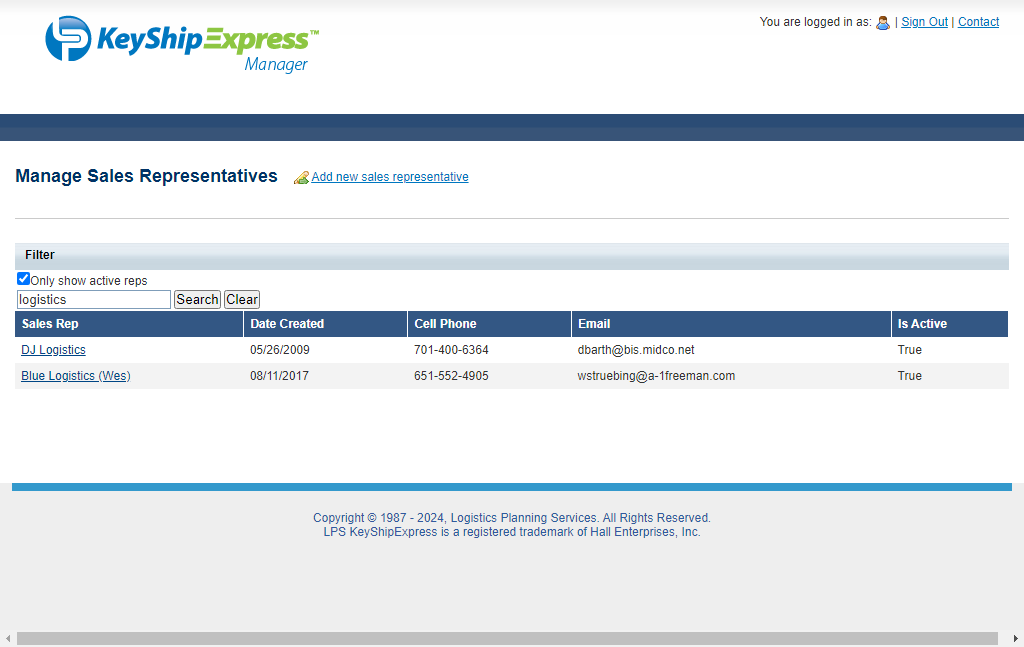 KeyShipExpress™
Manager
You are logged in as: | Sign Out | Contact
Manage Sales Representatives Add new sales representative
Filter
Only show active reps
logistics Search Clear
Sales Rep Date Created Cell Phone Email Is Active
DJ Logistics 05/26/2009 701-400-6364 dbarth@bis.midco.net True
Blue Logistics (Wes) 08/11/2017 651-552-4905 wstruebing@a-1freeman.com True
Copyright © 1987 - 2024, Logistics Planning Services. All Rights Reserved.
LPS KeyShipExpress is a registered trademark of Hall Enterprises, Inc.